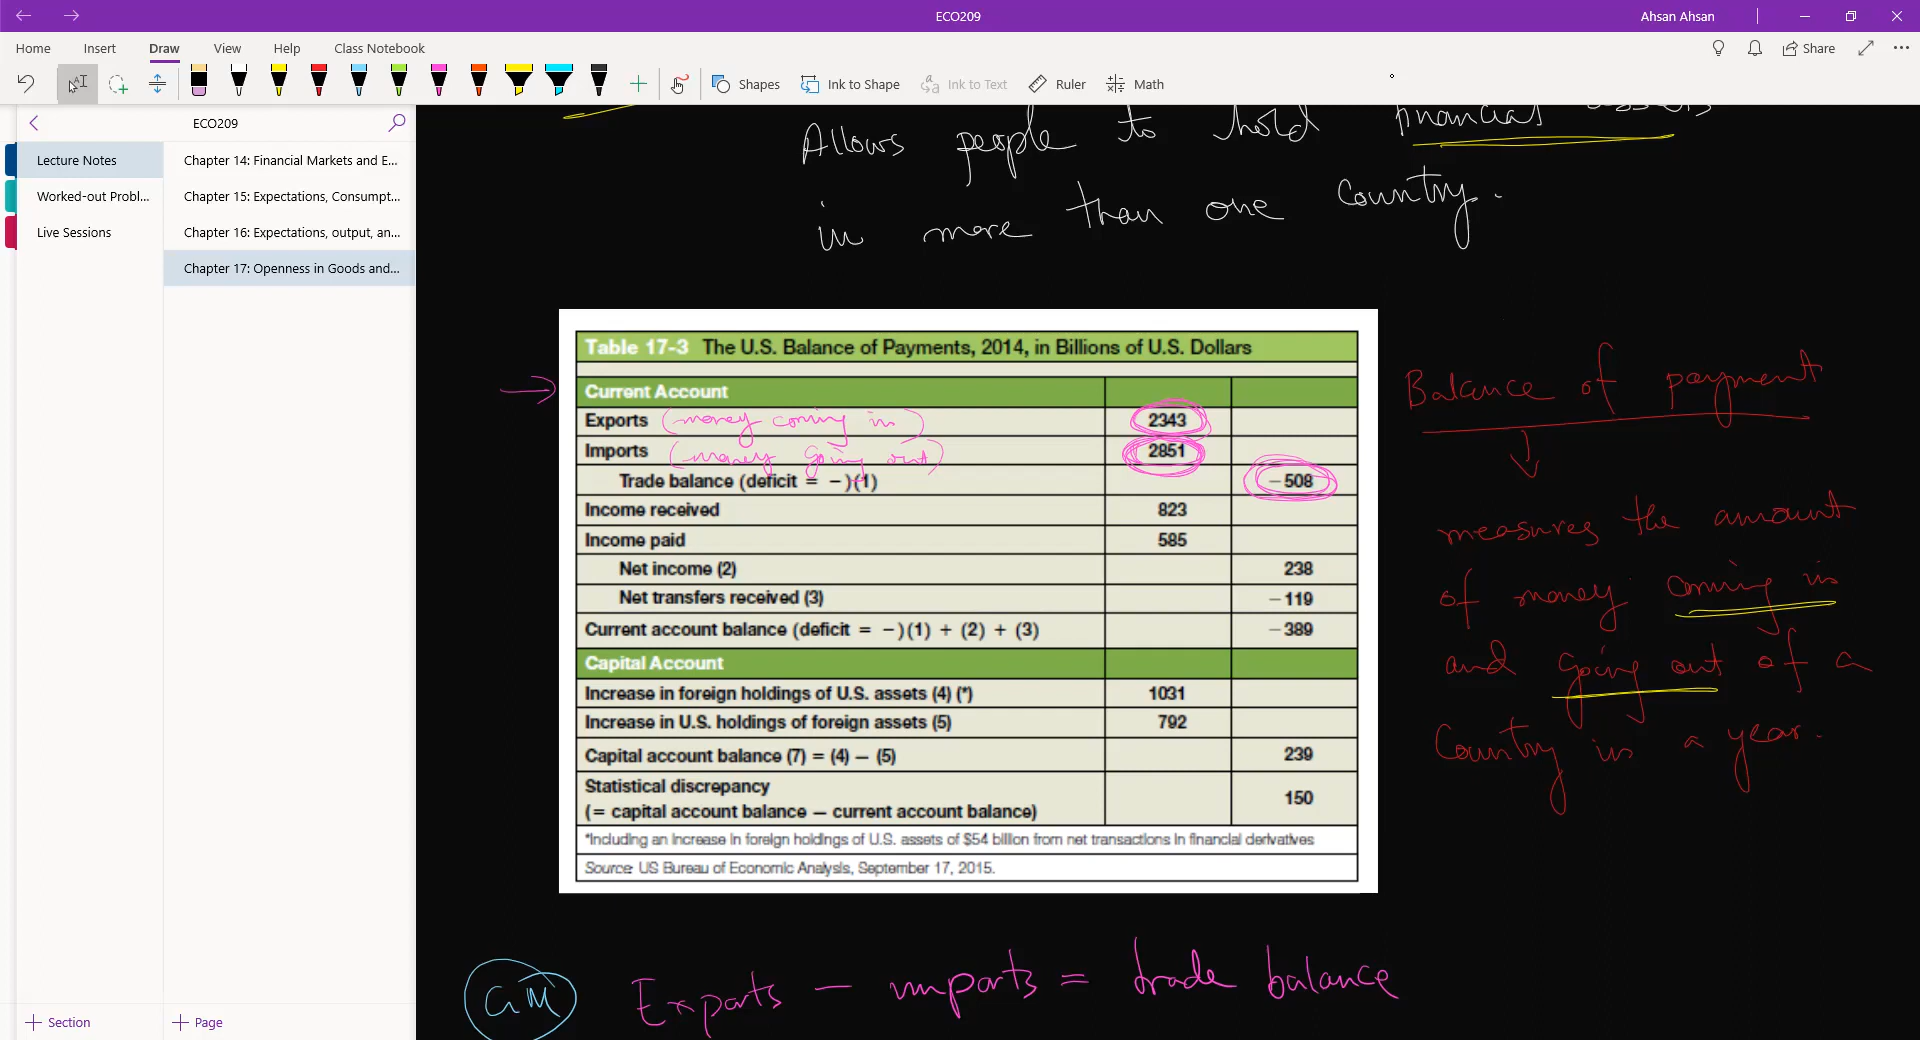 ECO209
Ahsan Ahsan
Home Insert Draw View Help Class Notebook
Share
Shapes Ink to Shape Ink to Text Ruler Math
ECO209
Lecture Notes
Worked-out Probl...
Live Sessions
Chapter 14: Financial Markets and E...
Chapter 15: Expectations, Consumpt...
Chapter 16: Expectations, output, an...
Chapter 17: Openness in Goods and...
Allows people to hold financial assets
in more than one Country.
Table 17-3 The U.S. Balance of Payments, 2014, in Billions of U.S. Dollars
Current Account
Exports (money coming in) 2343
Imports (money going out) 2851
Trade balance (deficit = −)(1) −508
Income received 823
Income paid 585
Net income (2) 238
Net transfers received (3) −119
Current account balance (deficit = −)(1) + (2) + (3) −389
Capital Account
Increase in foreign holdings of U.S. assets (4) (*) 1031
Increase in U.S. holdings of foreign assets (5) 792
Capital account balance (7) = (4) − (5) 239
Statistical discrepancy
(= capital account balance − current account balance) 150
*Including an increase in foreign holdings of U.S. assets of $54 billion from net transactions in financial derivatives
Source: US Bureau of Economic Analysis, September 17, 2015.
Balance of payment
measures the amount
of money coming in
and going out of a
Country in a year.
Exports − imports = trade balance
+ Section
+ Page